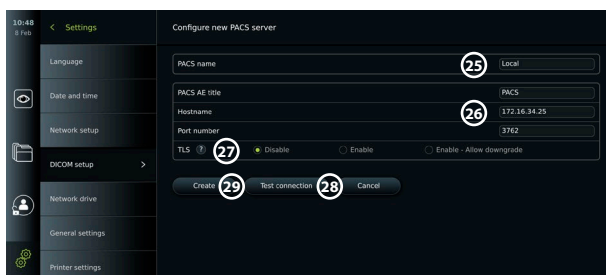 10:48
8 Feb
< Settings
Configure new PACS server
Language
Date and time
Network setup
DICOM setup >
Network drive
General settings
Printer settings
PACS name 25 Local
PACS AE title PACS
Hostname 26 172.16.34.25
Port number 3762
TLS ? 27 Disable Enable Enable - Allow downgrade
Create 29 Test connection 28 Cancel